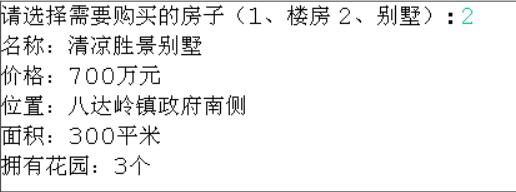 请选择需要购买的房子（1、楼房 2、别墅）:2
名称：清凉胜景别墅
价格：700万元
位置：八达岭镇政府南侧
面积：300平米
拥有花园：3个